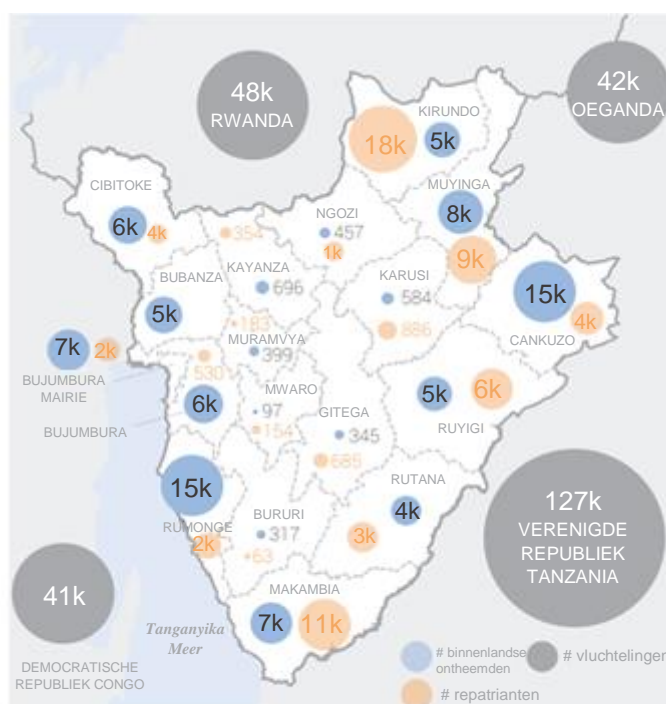 48k
RWANDA
42k
OEGANDA
KIRUNDO
18k
5k
CIBITOKE
6k
4k
MUYINGA
8k
NGOZI
457
1k
354
9k
KAYANZA
696
KARUSI
584
886
BUBANZA
5k
15k
4k
CANKUZO
183
MURAMVYA
399
7k
2k
BUJUMBURA
MAIRIE
530
6k
BUJUMBURA
MWARO
97
154
GITEGA
345
685
5k
6k
RUYIGI
15k
RUMONGE
2k
BURURI
317
63
RUTANA
4k
3k
127k
VERENIGDE
REPUBLIEK
TANZANIA
41k
DEMOCRATISCHE
REPUBLIEK CONGO
Tanganyika
Meer
MAKAMBIA
7k
11k
# binnenlandse
ontheemden
# vluchtelingen
# repatrianten